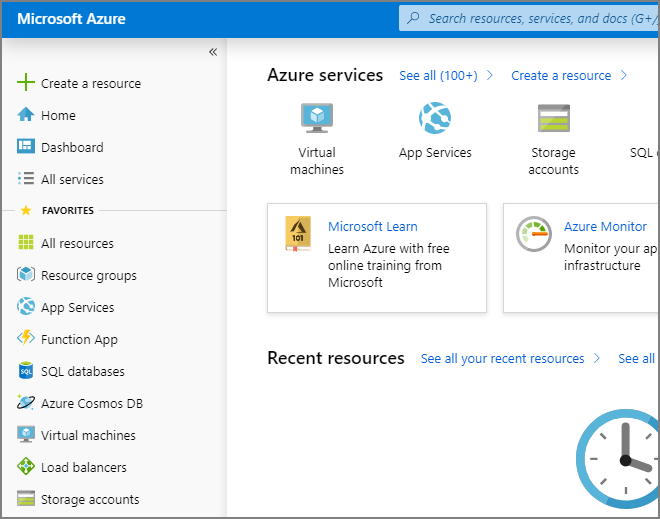 Microsoft Azure
Search resources, services, and docs (G+/
«
Create a resource
Home
Dashboard
All services
FAVORITES
All resources
Resource groups
App Services
Function App
SQL databases
Azure Cosmos DB
Virtual machines
Load balancers
Storage accounts
Azure services See all (100+) Create a resource
Virtual
machines
App Services
Storage
accounts
SQL
101
Microsoft Learn
Learn Azure with free
online training from
Microsoft
Azure Monitor
Monitor your ap
infrastructure
Recent resources See all your recent resources See all
SQL